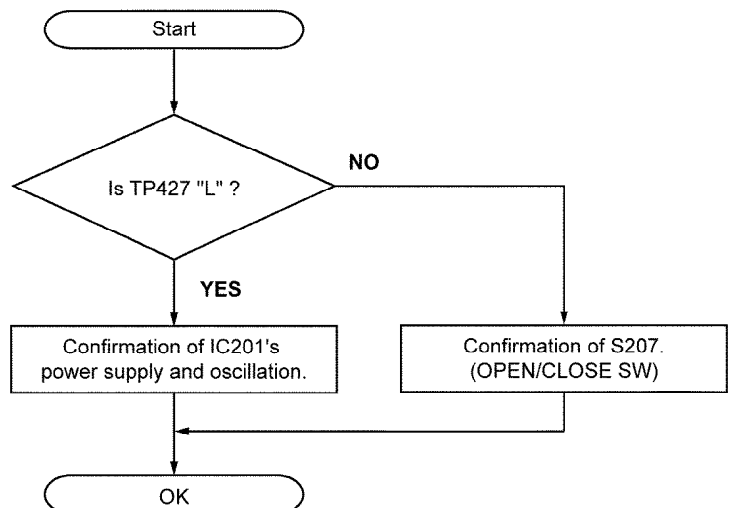 Start
Is TP427 "L" ?
NO
YES
Confirmation of IC201's
power supply and oscillation.
Confirmation of S207.
(OPEN/CLOSE SW)
OK